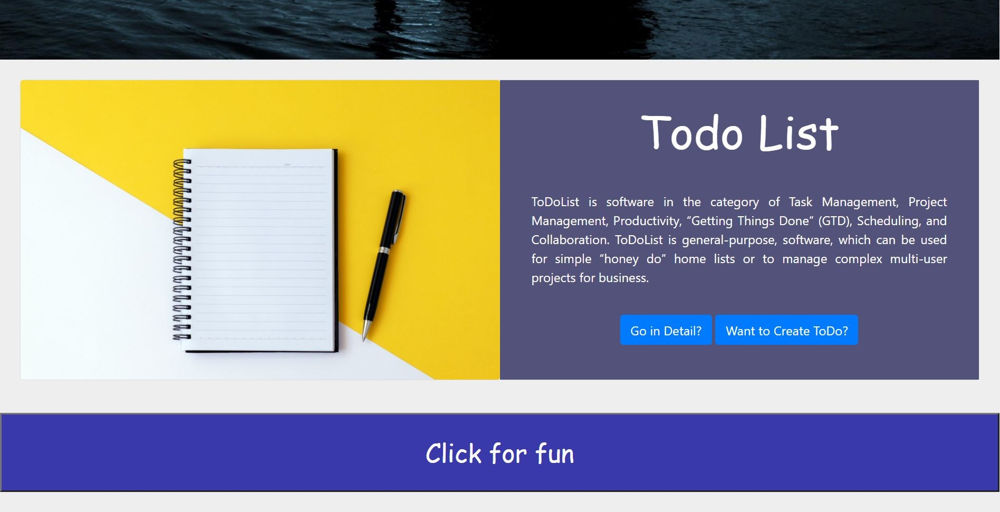 Todo List
ToDoList is software in the category of Task Management, Project
Management, Productivity, “Getting Things Done” (GTD), Scheduling, and
Collaboration. ToDoList is general-purpose, software, which can be used
for simple “honey do” home lists or to manage complex multi-user
projects for business.
Go in Detail? Want to Create ToDo?
Click for fun